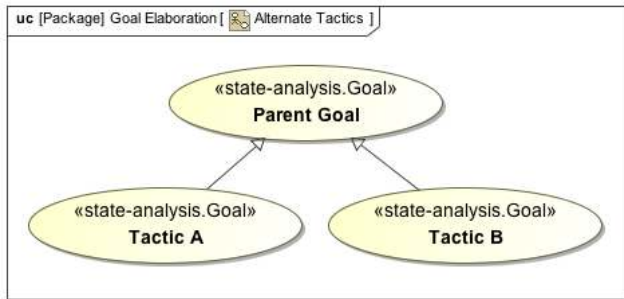 uc [Package] Goal Elaboration [ Alternate Tactics ]
«state-analysis.Goal»
Parent Goal
«state-analysis.Goal»
Tactic A
«state-analysis.Goal»
Tactic B